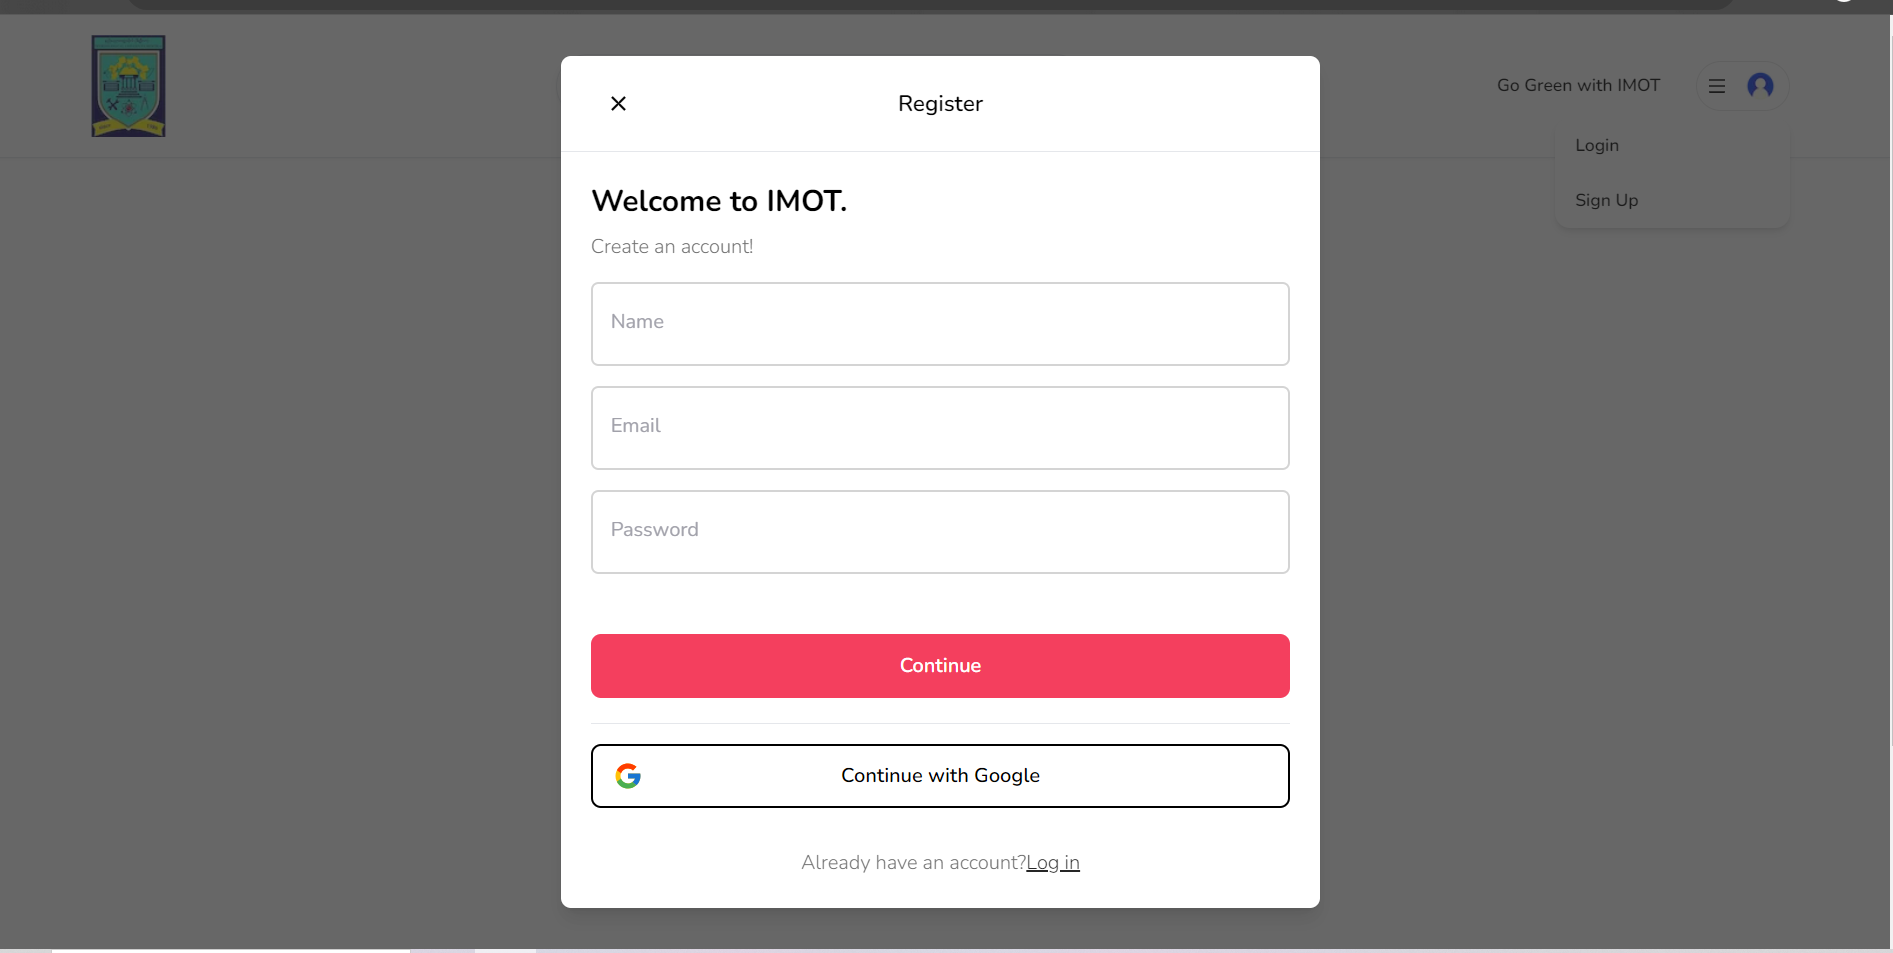 Go Green with IMOT
Login
Sign Up
Register
Welcome to IMOT.
Create an account!
Name
Email
Password
Continue
Continue with Google
Already have an account?Log in